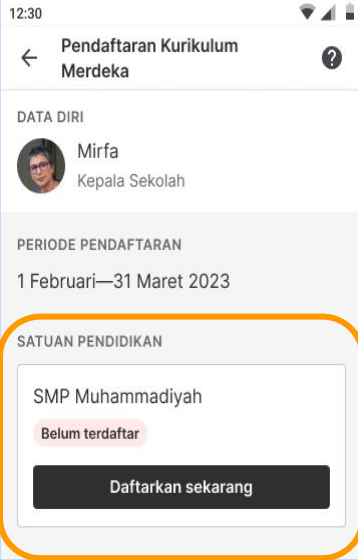 12:30
Pendaftaran Kurikulum
Merdeka
DATA DIRI
Mirfa
Kepala Sekolah
PERIODE PENDAFTARAN
1 Februari—31 Maret 2023
SATUAN PENDIDIKAN
SMP Muhammadiyah
Belum terdaftar
Daftarkan sekarang